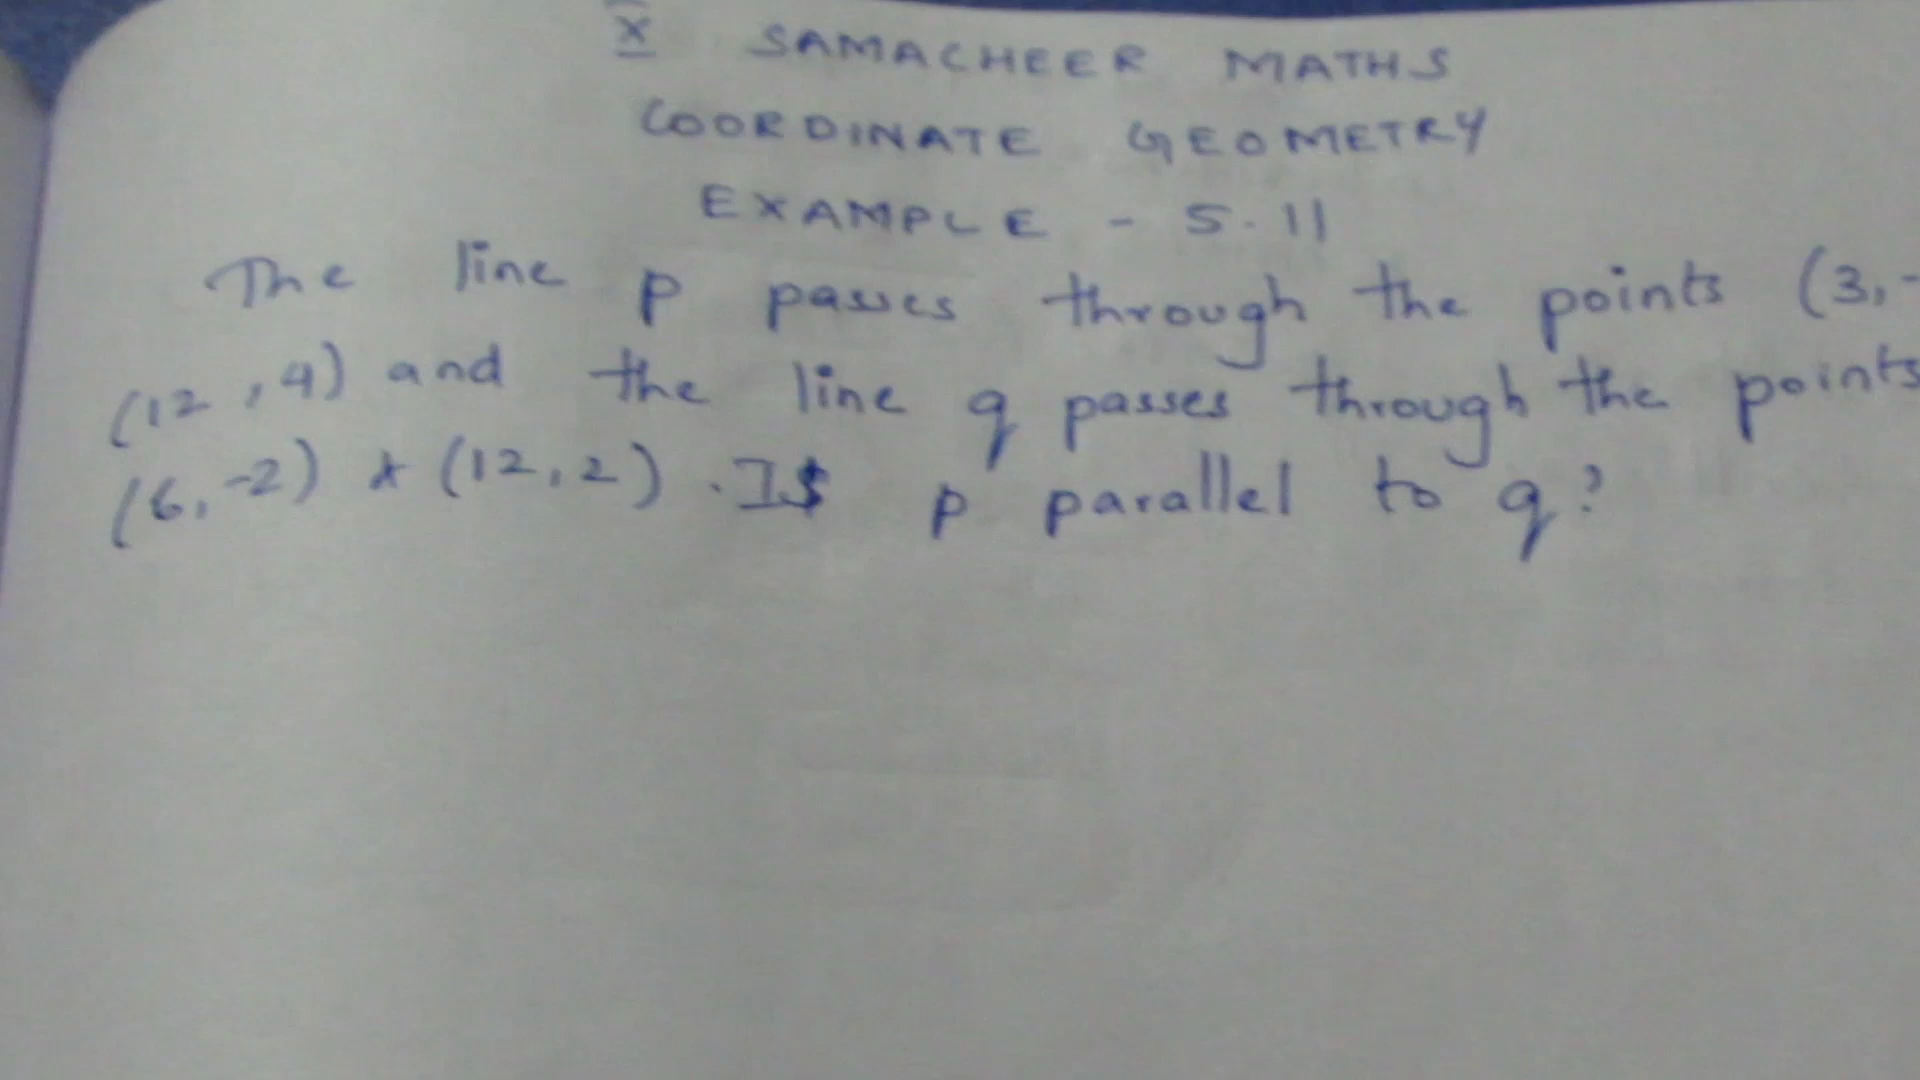 X SAMACHEER MATHS
COORDINATE GEOMETRY
EXAMPLE - 5.11
The line p passes through the points (3, -
(12, 4) and the line q passes through the points
(6, -2) & (12, 2). Is p parallel to q?